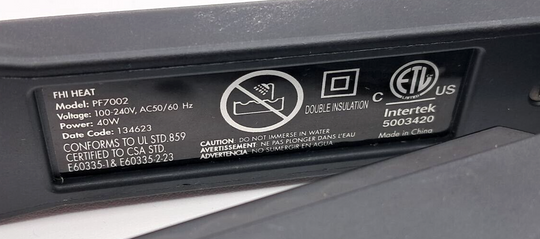 FHI HEAT
Model: PF7002
Voltage: 100-240V, AC50/60 Hz
Power: 40W
Date Code: 134623
CONFORMS TO UL STD.859
CERTIFIED TO CSA STD.
E60335-1& E60335-2-23
CAUTION DO NOT IMMERSE IN WATER
AVERTISSEMENT: NE PAS PLONGER DANS L'EAU
ADVERTENCIA: NO SUMERGIR EN AGUA
DOUBLE INSULATION
C ETL US
LISTED
Intertek
5003420
Made in China